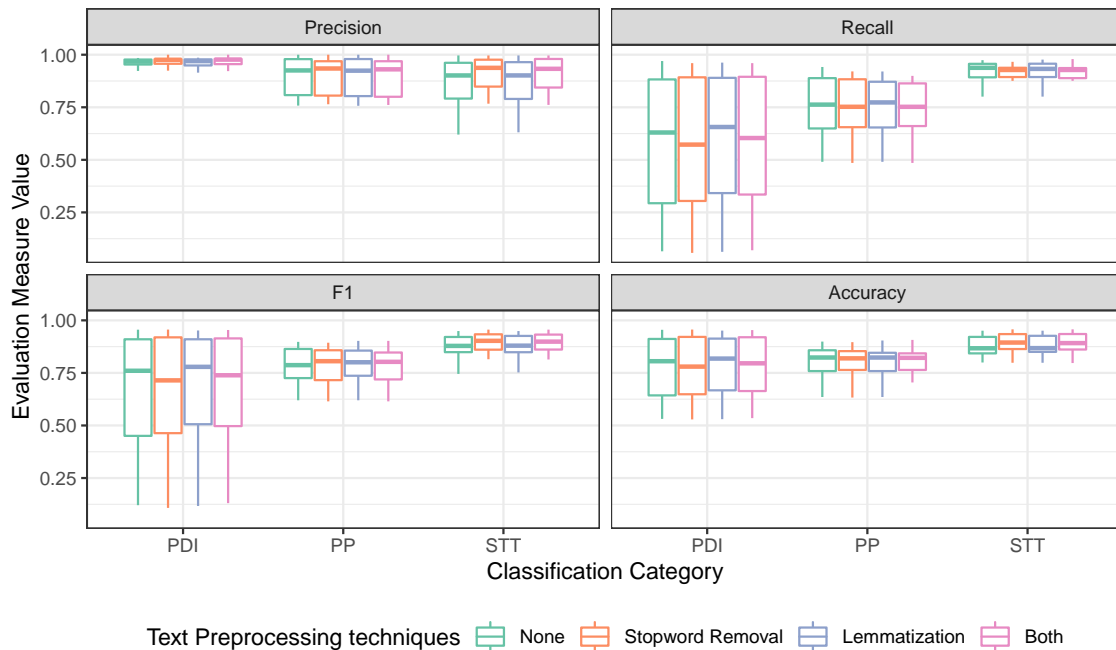 Precision
Recall
1.00
0.75
0.50
0.25
F1
Accuracy
1.00
0.75
0.50
0.25
Evaluation Measure Value
PDI PP STT PDI PP STT
Classification Category
Text Preprocessing techniques None Stopword Removal Lemmatization Both